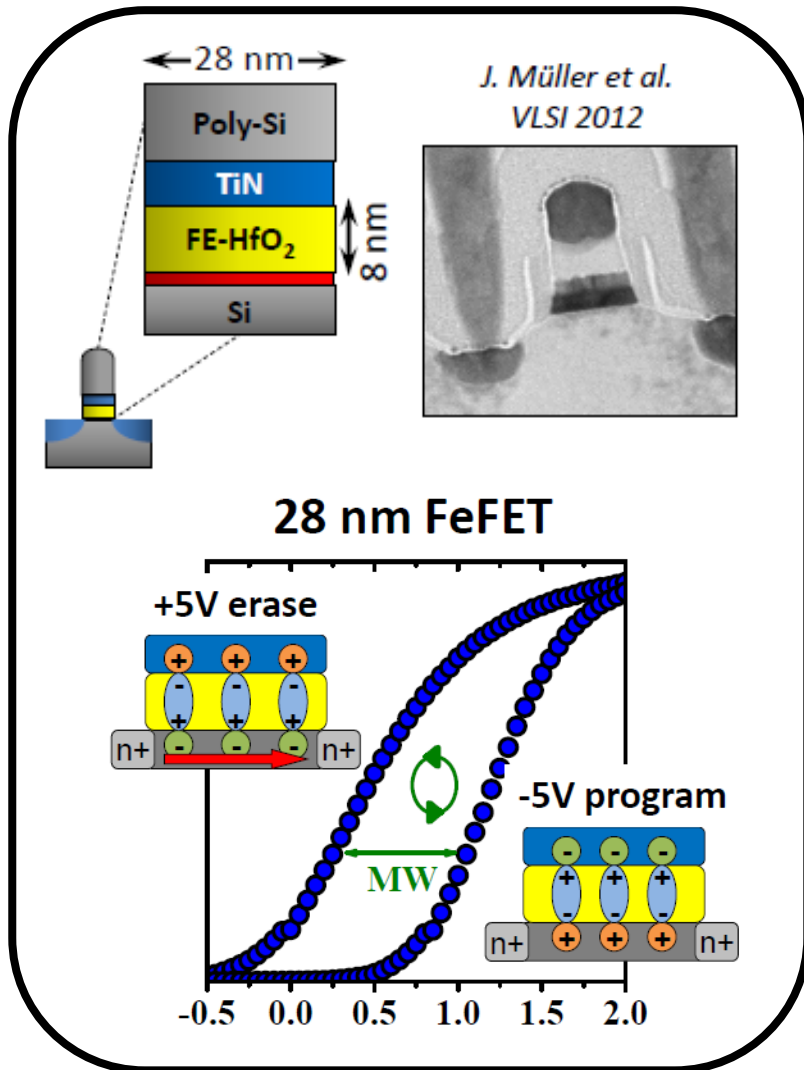 28 nm
Poly-Si
TiN
FE-HfO₂
8 nm
Si
J. Müller et al.
VLSI 2012
28 nm FeFET
+5V erase
+ + +
- - -
+ + +
- - -
n+ n+
MW
-5V program
- - -
+ + +
- - -
+ + +
n+ n+
-0.5 0.0 0.5 1.0 1.5 2.0